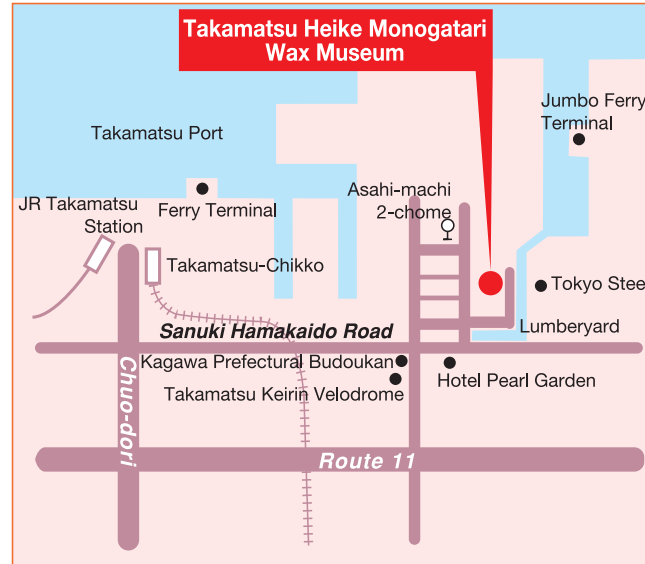 Takamatsu Heike Monogatari
Wax Museum
Jumbo Ferry
Terminal
Takamatsu Port
Asahi-machi
2-chome
JR Takamatsu
Station
Ferry Terminal
Takamatsu-Chikko
Tokyo Stee
Sanuki Hamakaido Road
Lumberyard
Kagawa Prefectural Budoukan
Hotel Pearl Garden
Takamatsu Keirin Velodrome
Chuo-dori
Route 11